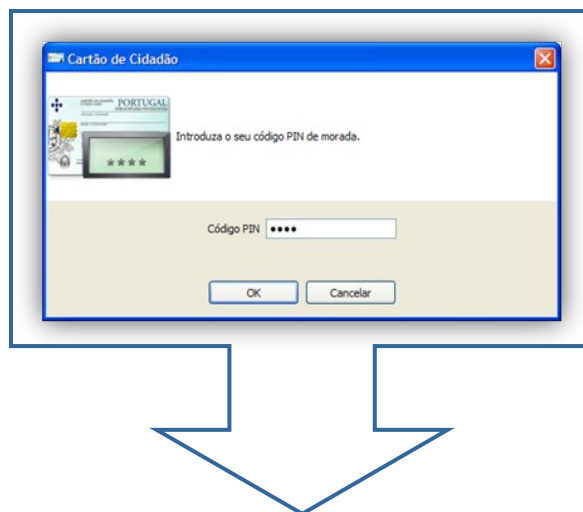 Cartão de Cidadão
PORTUGAL
Introduza o seu código PIN de morada.
****
Código PIN ●●●●
OK
Cancelar